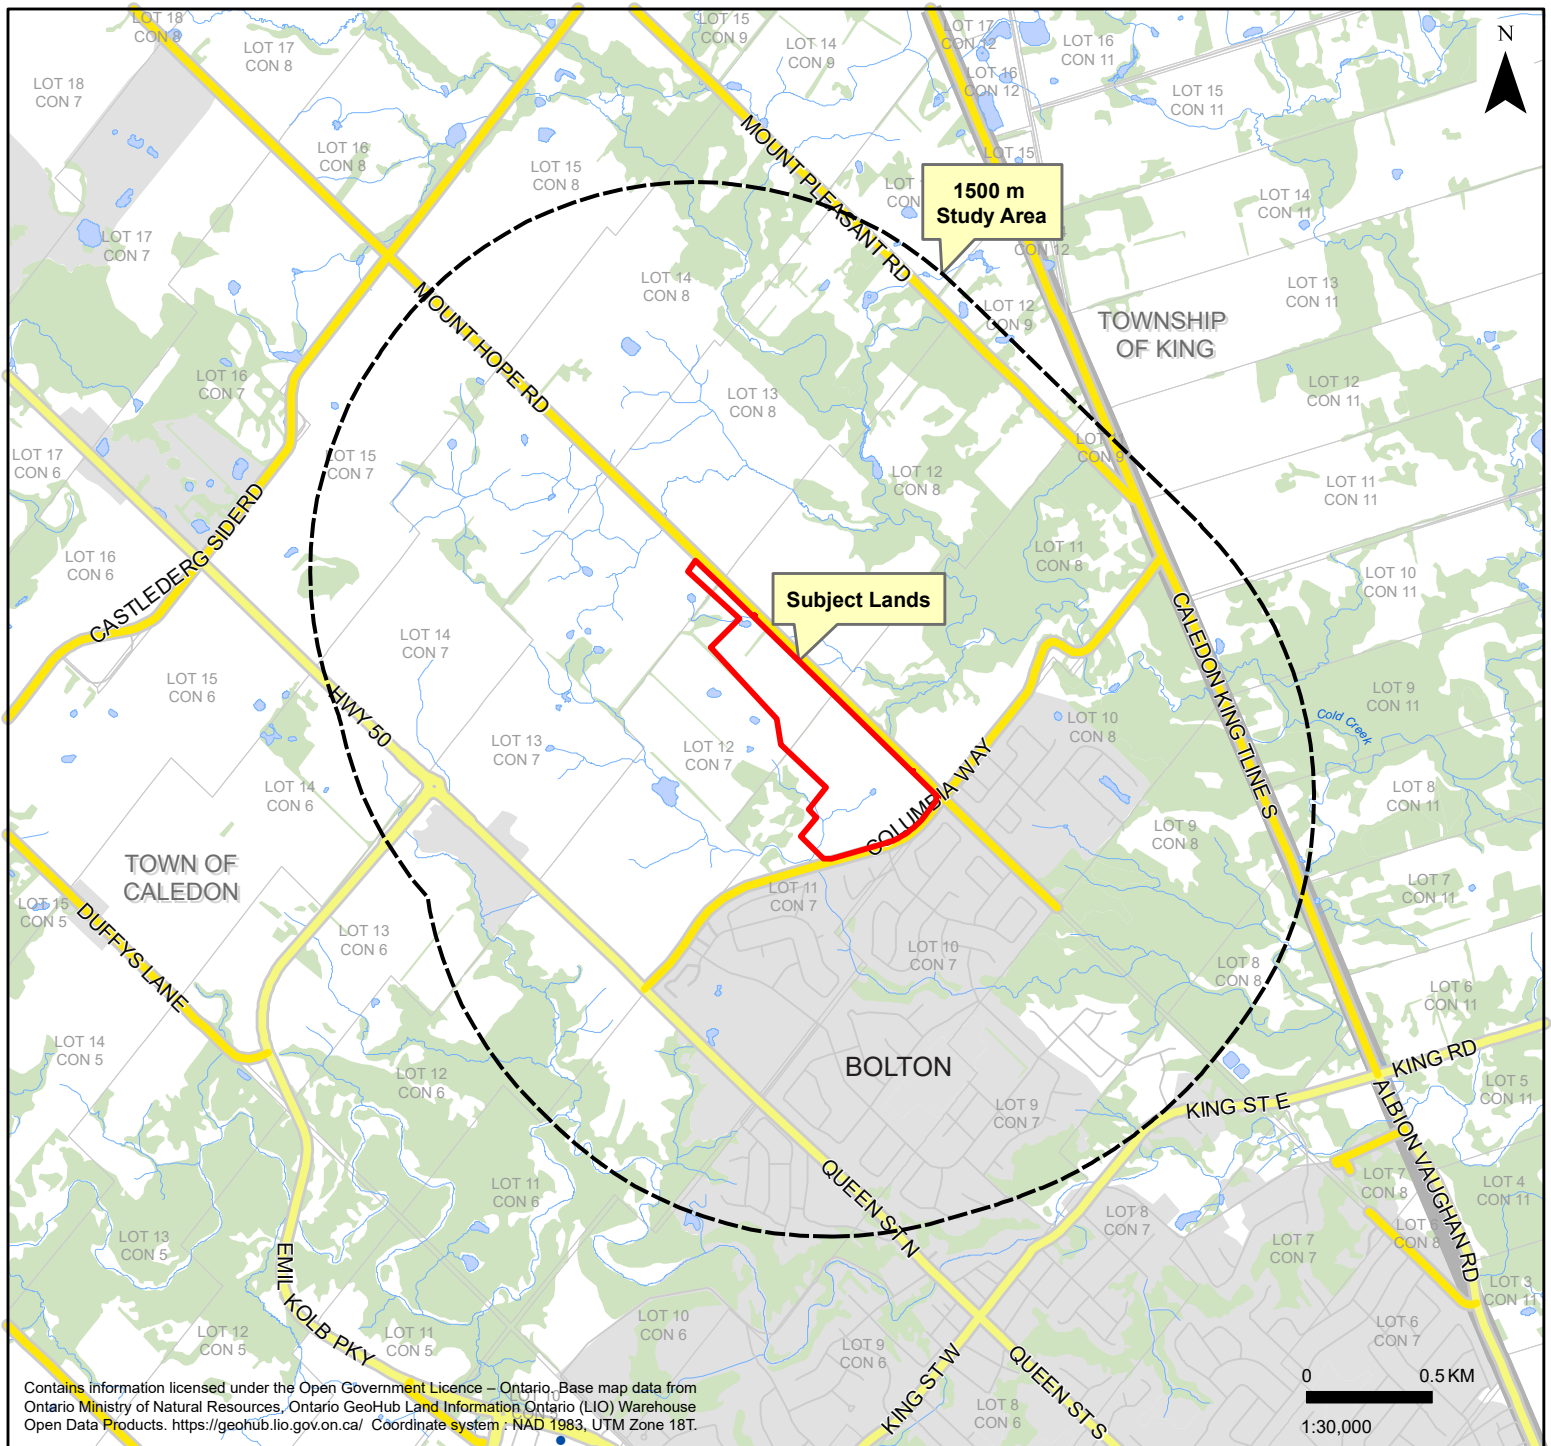 LOT 18
CON 8
LOT 17
CON 8
LOT 15
CON 9
LOT 14
CON 9
LOT 17
CON 12
LOT 16
CON 11
N
LOT 18
CON 7
LOT 16
CON 12
LOT 15
CON 11
MOUNT PLEASANT RD
LOT 16
CON 8
LOT 15
CON 8
LOT 15
1500 m
Study Area
LOT 14
CON 11
LOT 17
CON 7
CON 12
LOT 14
CON 8
LOT 13
CON 11
LOT 12
CON 9
TOWNSHIP
OF KING
MOUNT HOPE RD
LOT 16
CON 7
LOT 13
CON 8
LOT 12
CON 11
LOT 17
CON 6
LOT 15
CON 7
CON 9
LOT 12
CON 8
LOT 11
CON 11
CASTLEDERG SIDERD
LOT 16
CON 6
LOT 11
CON 8
LOT 10
CON 11
Subject Lands
LOT 14
CON 7
CALEDON KING TLINE S
LOT 15
CON 6
LOT 9
CON 11
HWY 50
LOT 13
CON 7
LOT 12
CON 7
LOT 10
CON 8
Cold Creek
LOT 14
CON 6
COLUMBIA WAY
LOT 8
CON 11
LOT 9
CON 8
TOWN OF
CALEDON
LOT 11
CON 7
LOT 7
CON 11
LOT 15
CON 5
DUFFYS LANE
LOT 13
CON 6
LOT 10
CON 7
LOT 8
CON 8
LOT 6
CON 11
LOT 14
CON 5
LOT 12
CON 6
BOLTON
KING RD
LOT 5
CON 11
LOT 9
CON 7
KING ST E
ALBION VAUGHAN RD
QUEEN ST N
LOT 11
CON 6
LOT 7
CON 8
LOT 4
CON 11
LOT 8
CON 7
LOT 13
CON 5
LOT 7
CON 7
LOT 6
CON 8
EMIL KOLB PKY
LOT 3
CON 11
LOT 12
CON 5
LOT 11
CON 5
LOT 10
CON 6
LOT 9
CON 6
LOT 6
CON 7
KING ST W
QUEEN ST S
LOT 8
CON 6
LOT 10
0 0.5 KM
1:30,000
Contains information licensed under the Open Government Licence – Ontario. Base map data from
Ontario Ministry of Natural Resources, Ontario GeoHub Land Information Ontario (LIO) Warehouse
Open Data Products. https://geohub.lio.gov.on.ca/ Coordinate system : NAD 1983, UTM Zone 18T.